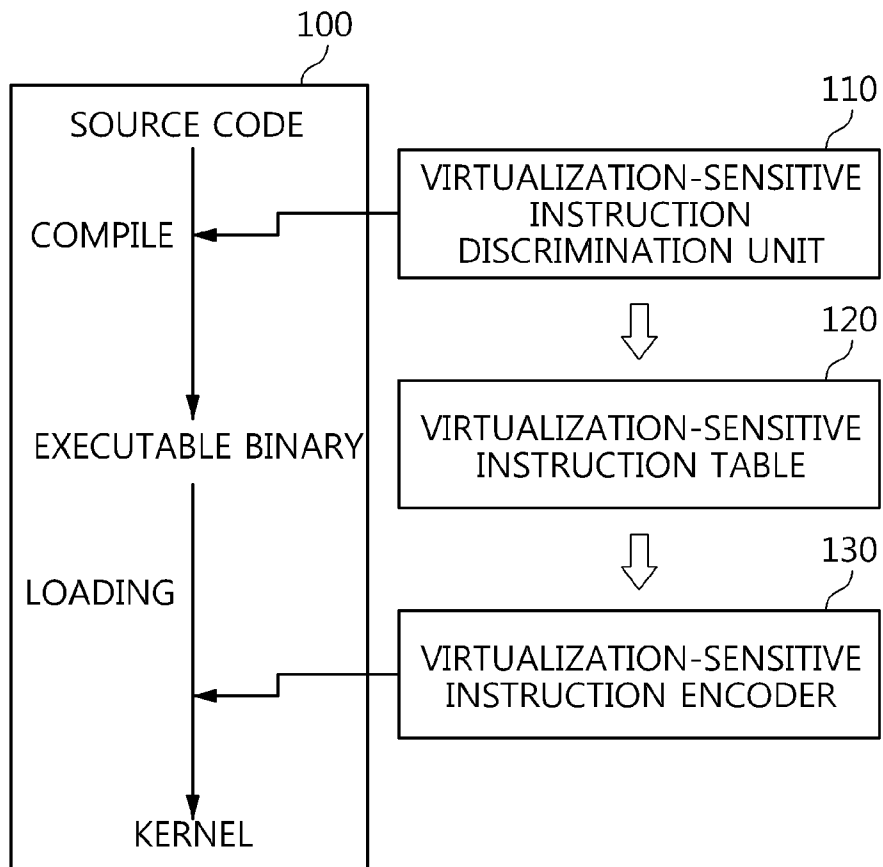 100
SOURCE CODE
COMPILE
EXECUTABLE BINARY
LOADING
KERNEL
110
VIRTUALIZATION-SENSITIVE
INSTRUCTION
DISCRIMINATION UNIT
120
VIRTUALIZATION-SENSITIVE
INSTRUCTION TABLE
130
VIRTUALIZATION-SENSITIVE
INSTRUCTION ENCODER